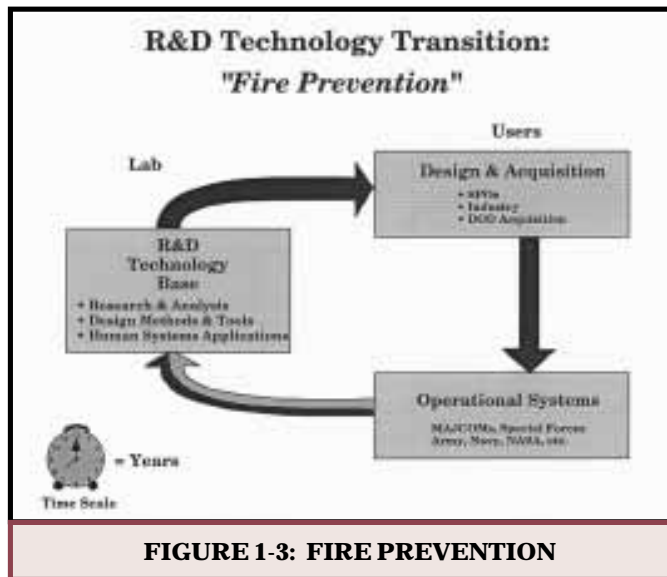 R&D Technology Transition:
"Fire Prevention"
Users
Lab
Design & Acquisition
• SPOs
• Industry
• DOD Acquisition
R&D
Technology
Base
• Research & Analysis
• Design Methods & Tools
• Human Systems Applications
Operational Systems
MAJCOMs, Special Forces
Army, Navy, NASA, etc.
= Years
Time Scale
FIGURE 1-3: FIRE PREVENTION